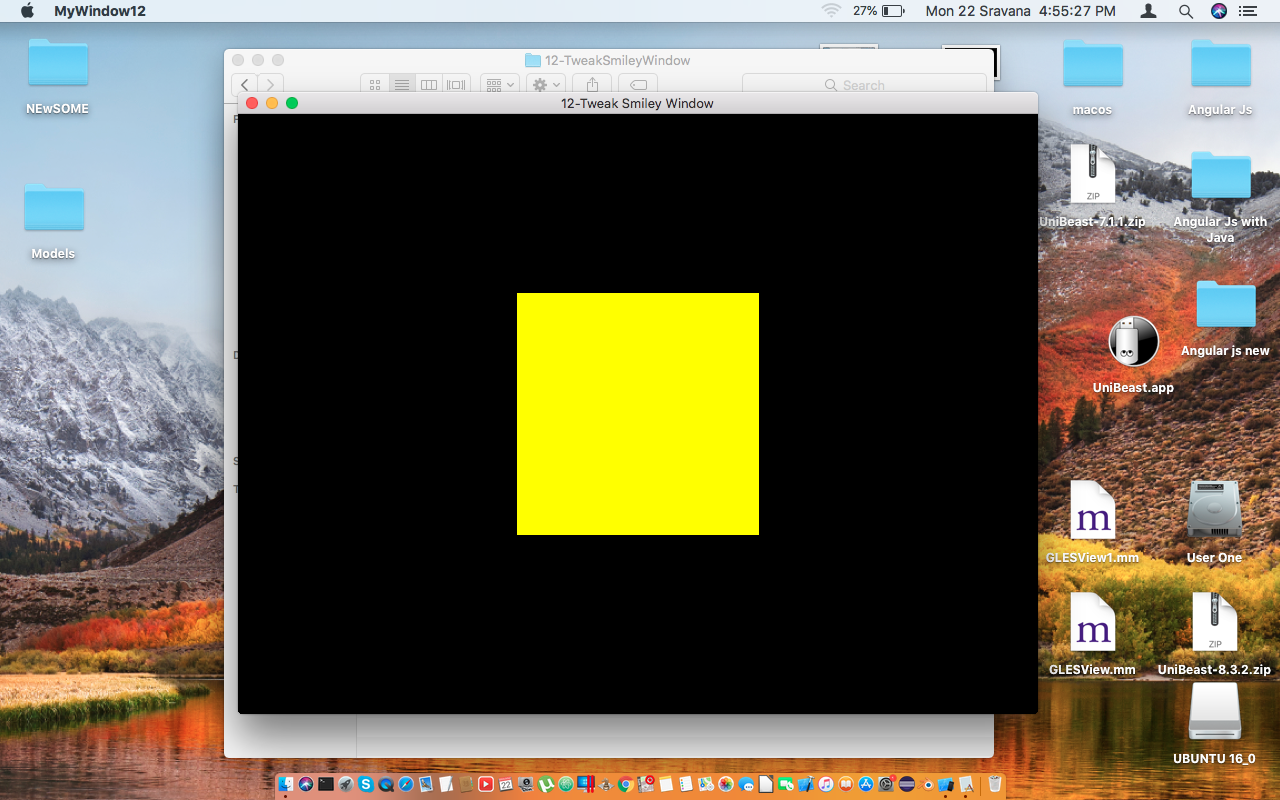 MyWindow12
27%
Mon 22 Sravana 4:55:27 PM
12-TweakSmileyWindow
Search
12-Tweak Smiley Window
NEwSOME
Models
macos
Angular Js
ZIP
UniBeast-7.1.1.zip
Angular Js with
Java
UniBeast.app
Angular js new
m
GLESView1.mm
User One
m
GLESView.mm
ZIP
UniBeast-8.3.2.zip
UBUNTU 16_0
22